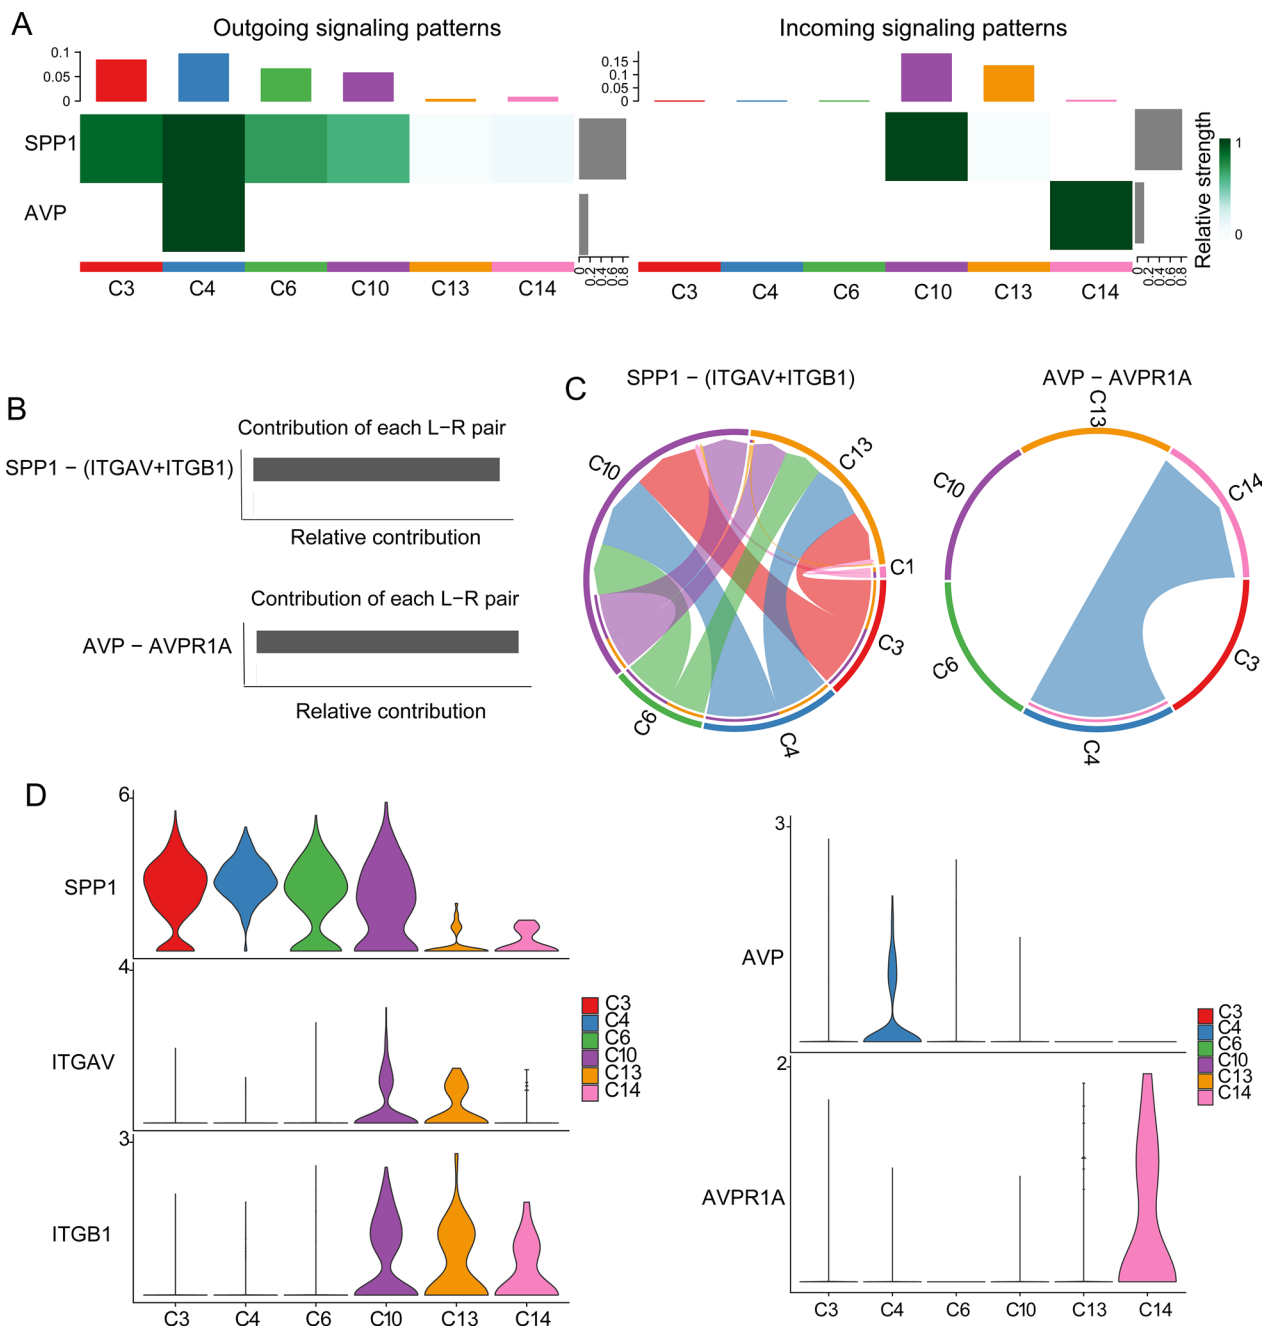 A
Outgoing signaling patterns
Incoming signaling patterns
0.1
0.05
0
0.15
0.1
0.05
0
SPP1
AVP
0
0.2
0.4
0.6
0.8
0
0.2
0.4
0.6
0.8
Relative strength
1
0
C3 C4 C6 C10 C13 C14
C3 C4 C6 C10 C13 C14
B
Contribution of each L−R pair
SPP1 − (ITGAV+ITGB1)
Relative contribution
Contribution of each L−R pair
AVP − AVPR1A
Relative contribution
C
SPP1 − (ITGAV+ITGB1)
C10
C13
C1
C3
C4
C6
AVP − AVPR1A
C13
C14
C10
C6
C3
C4
D
6
SPP1
4
ITGAV
3
ITGB1
C3 C4 C6 C10 C13 C14
C3
C4
C6
C10
C13
C14
3
AVP
2
AVPR1A
C3 C4 C6 C10 C13 C14
C3
C4
C6
C10
C13
C14